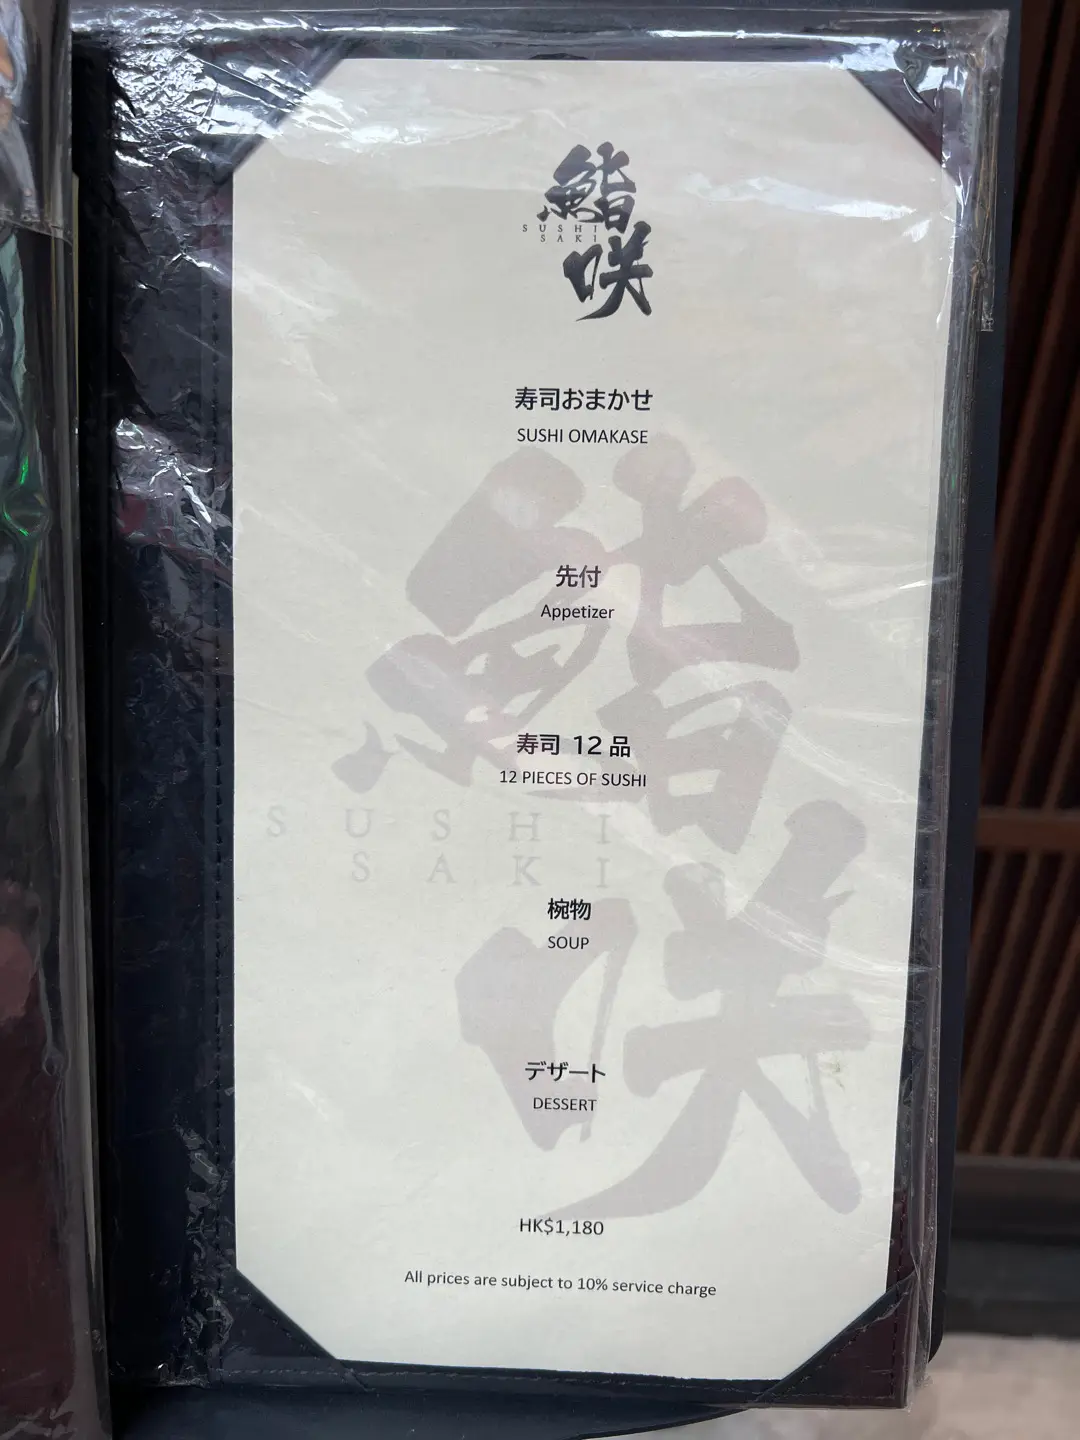 鮨
SUSHI
SAKI
咲
寿司おまかせ
SUSHI OMAKASE
先付
Appetizer
寿司 12 品
12 PIECES OF SUSHI
鮨
SUSHI
SAKI
咲
椀物
SOUP
デザート
DESSERT
HK$1,180
All prices are subject to 10% service charge